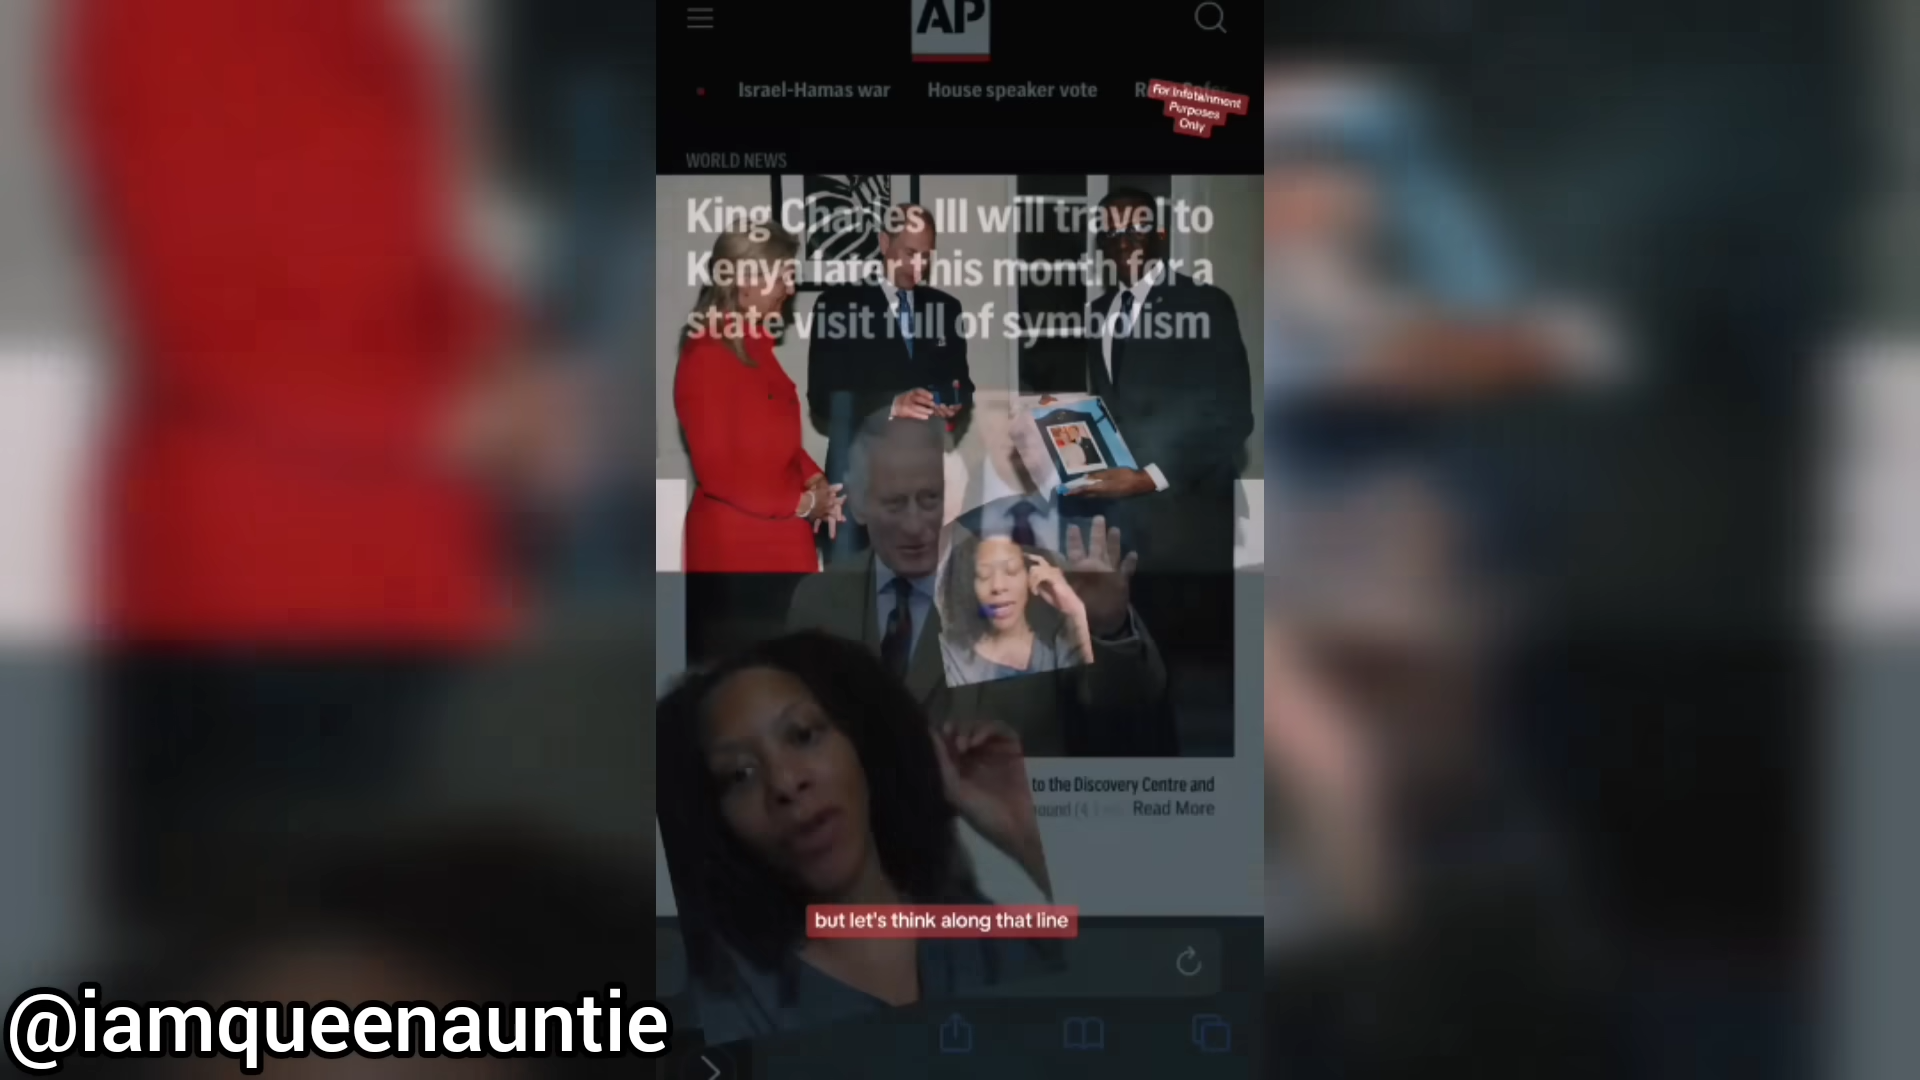 AP
Israel-Hamas war House speaker vote
For Infotainment
Purposes
Only
WORLD NEWS
King Charles III will travel to
Kenya later this month for a
state visit full of symbolism
to the Discovery Centre and
Read More
but let's think along that line
@iamqueenauntie